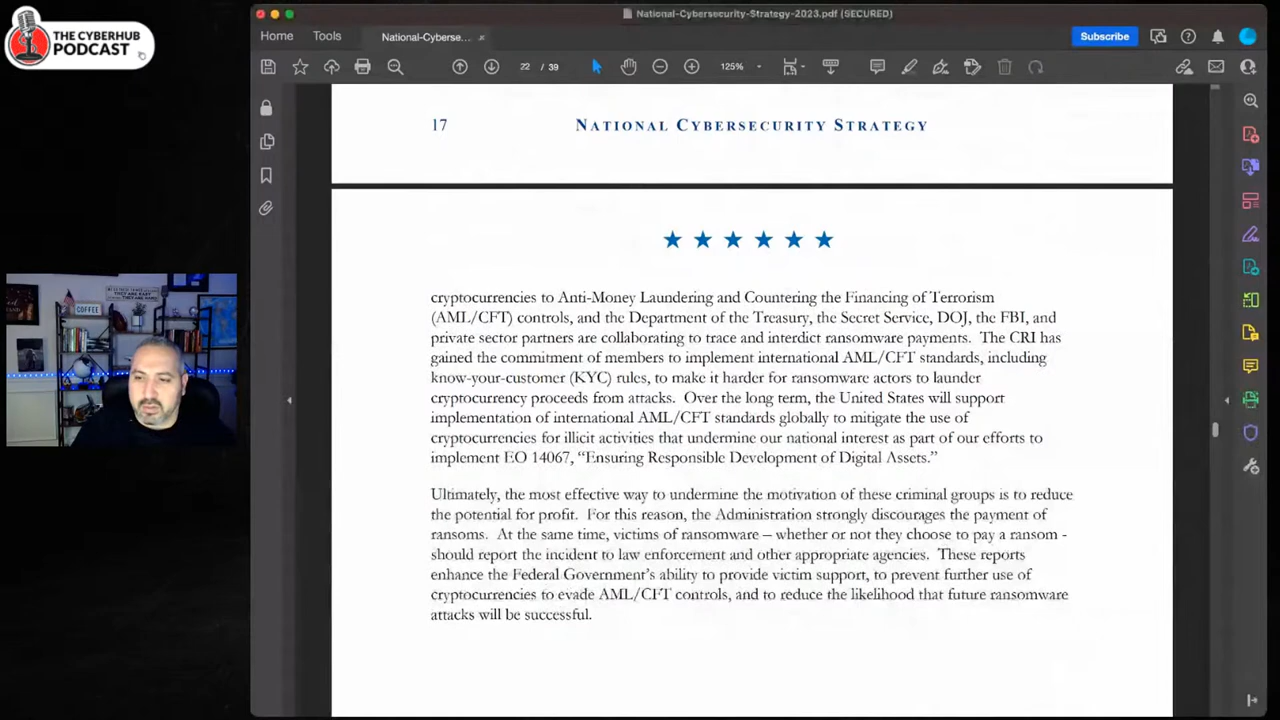 THE CYBERHUB
PODCAST
National-Cybersecurity-Strategy-2023.pdf (SECURED)
Home
Tools
National-Cyberse...
Subscribe
22 / 39
125%
17
NATIONAL CYBERSECURITY STRATEGY
cryptocurrencies to Anti-Money Laundering and Countering the Financing of Terrorism
(AML/CFT) controls, and the Department of the Treasury, the Secret Service, DOJ, the FBI, and
private sector partners are collaborating to trace and interdict ransomware payments. The CRI has
gained the commitment of members to implement international AML/CFT standards, including
know-your-customer (KYC) rules, to make it harder for ransomware actors to launder
cryptocurrency proceeds from attacks. Over the long term, the United States will support
implementation of international AML/CFT standards globally to mitigate the use of
cryptocurrencies for illicit activities that undermine our national interest as part of our efforts to
implement EO 14067, “Ensuring Responsible Development of Digital Assets.”
Ultimately, the most effective way to undermine the motivation of these criminal groups is to reduce
the potential for profit. For this reason, the Administration strongly discourages the payment of
ransoms. At the same time, victims of ransomware – whether or not they choose to pay a ransom -
should report the incident to law enforcement and other appropriate agencies. These reports
enhance the Federal Government’s ability to provide victim support, to prevent further use of
cryptocurrencies to evade AML/CFT controls, and to reduce the likelihood that future ransomware
attacks will be successful.
COFFEE